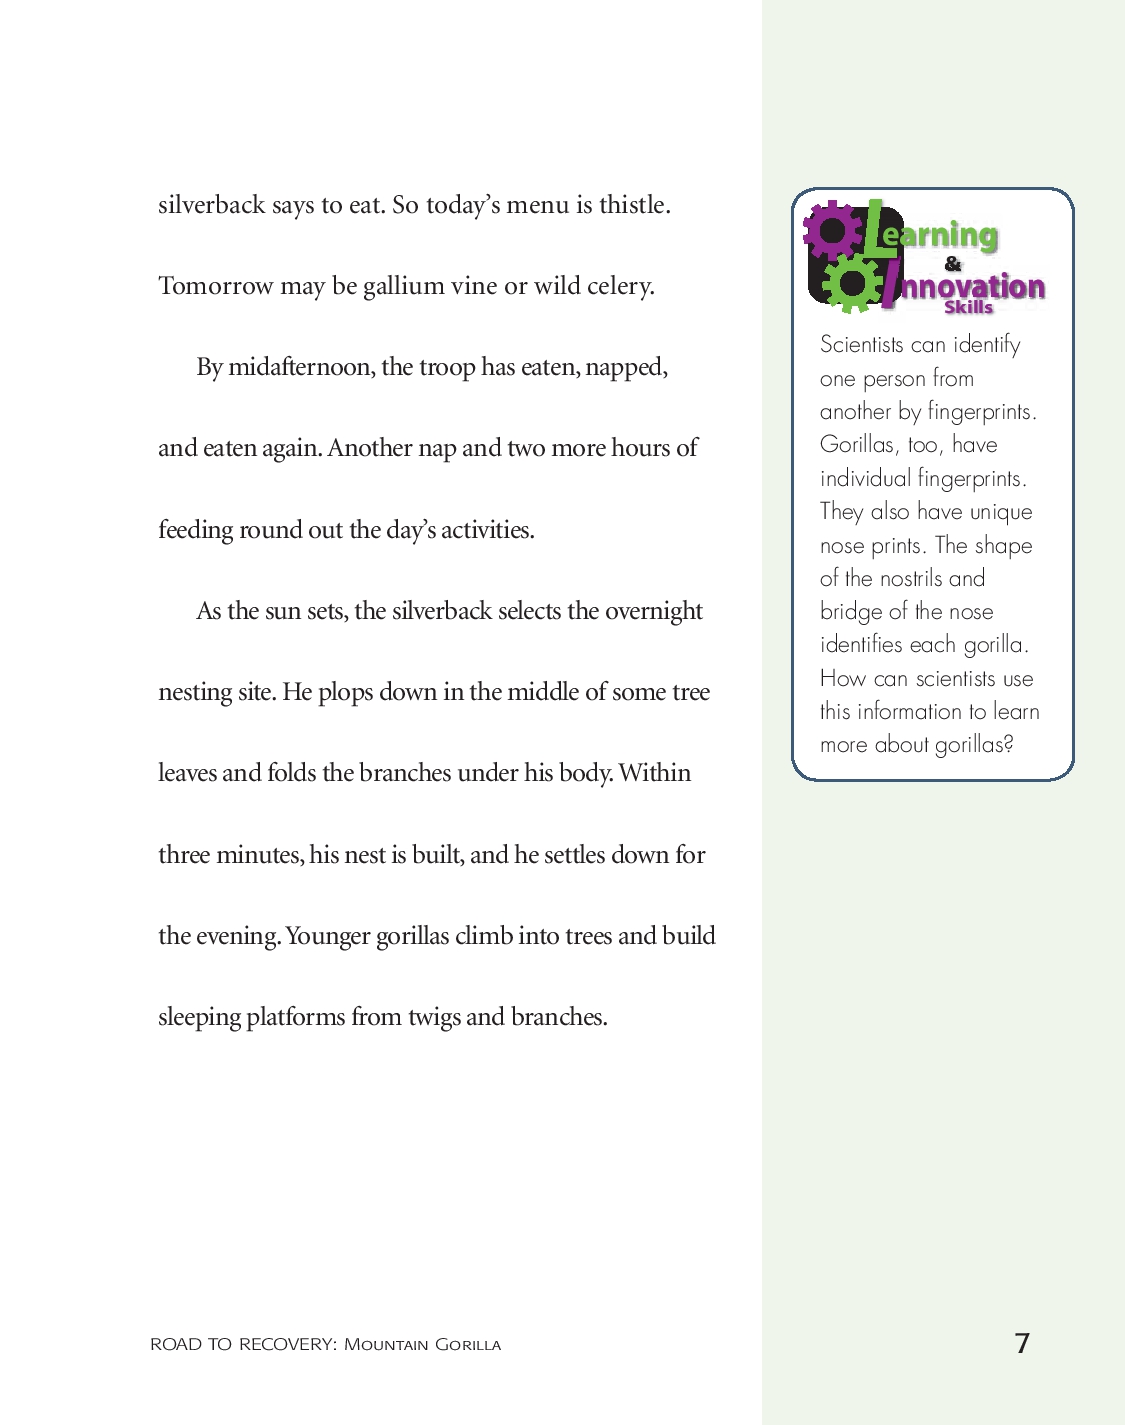 silverback says to eat. So today's menu is thistle.
Tomorrow may be gallium vine or wild celery.
By midafternoon, the troop has eaten, napped,
and eaten again. Another nap and two more hours of
feeding round out the day's activities.
As the sun sets, the silverback selects the overnight
nesting site. He plops down in the middle of some tree
leaves and folds the branches under his body. Within
three minutes, his nest is built, and he settles down for
the evening. Younger gorillas climb into trees and build
sleeping platforms from twigs and branches.
Learning
&
Innovation
Skills
Scientists can identify
one person from
another by fingerprints.
Gorillas, too, have
individual fingerprints.
They also have unique
nose prints. The shape
of the nostrils and
bridge of the nose
identifies each gorilla.
How can scientists use
this information to learn
more about gorillas?
ROAD TO RECOVERY: Mountain Gorilla
7